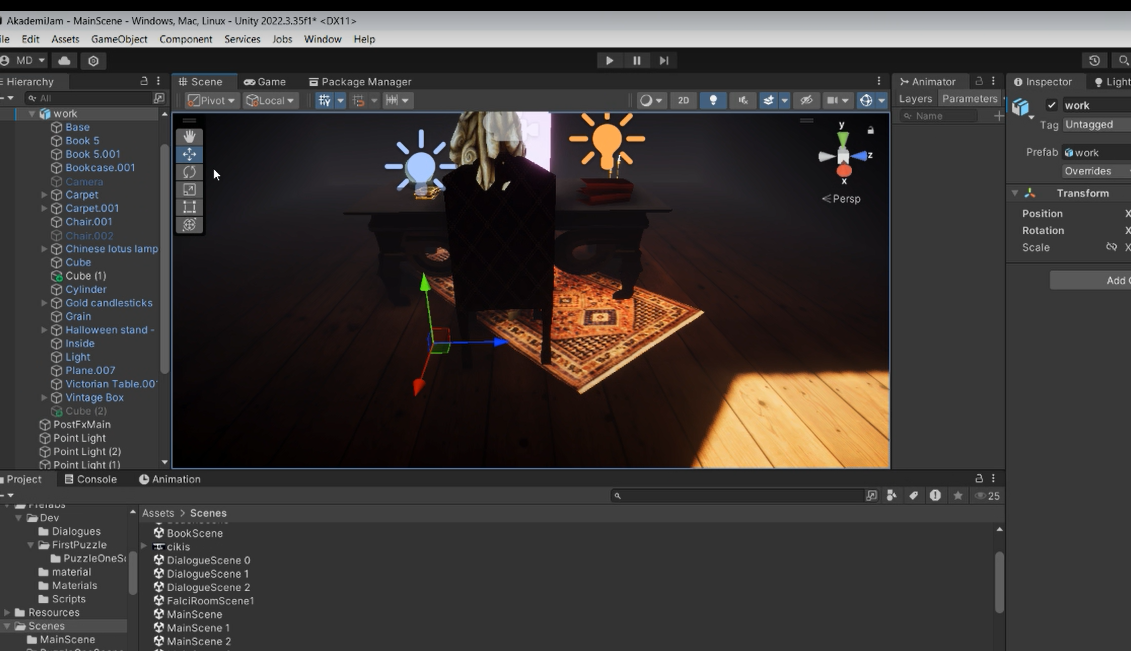 AkademiJam - MainScene - Windows, Mac, Linux - Unity 2022.3.35f1* <DX11>
ile Edit Assets GameObject Component Services Jobs Window Help
MD
Hierarchy
All
work
Base
Book 5
Book 5.001
Bookcase.001
Camera
Carpet
Carpet.001
Chair.001
Chair.002
Chinese lotus lamp
Cube
Cube (1)
Cylinder
Gold candlesticks
Grain
Halloween stand -
Inside
Light
Plane.007
Victorian Table.00
Vintage Box
Cube (2)
PostFxMain
Point Light
Point Light (2)
Point Light (1)
Scene Game Package Manager
Pivot Local 2D
y
z
x
Persp
Animator
Layers Parameters
Name
Inspector Light
work
Tag Untagged
Prefab work
Overrides
Transform
Position X
Rotation X
Scale X
Add
Project Console Animation
25
Prefabs
Dev
Dialogues
FirstPuzzle
PuzzleOneS
material
Materials
Scripts
Resources
Scenes
MainScene
Assets > Scenes
BookScene
cikis
DialogueScene 0
DialogueScene 1
DialogueScene 2
FalciRoomScene1
MainScene
MainScene 1
MainScene 2